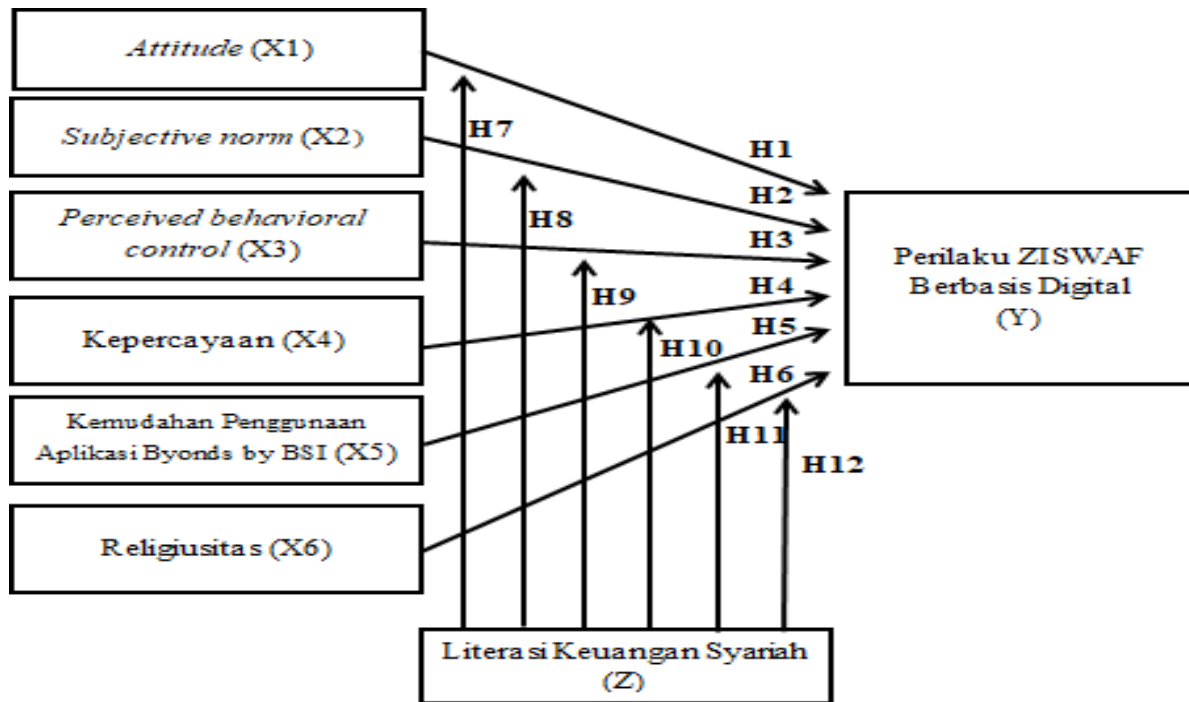 Attitude (X1)
Subjective norm (X2)
Perceived behavioral
control (X3)
Kepercayaan (X4)
Kemudahan Penggunaan
Aplikasi Byonds by BSI (X5)
Religiusitas (X6)
H7
H8
H9
H10
H11
H12
H1
H2
H3
H4
H5
H6
Perilaku ZISWAF
Berbasis Digital
(Y)
Literasi Keuangan Syariah
(Z)